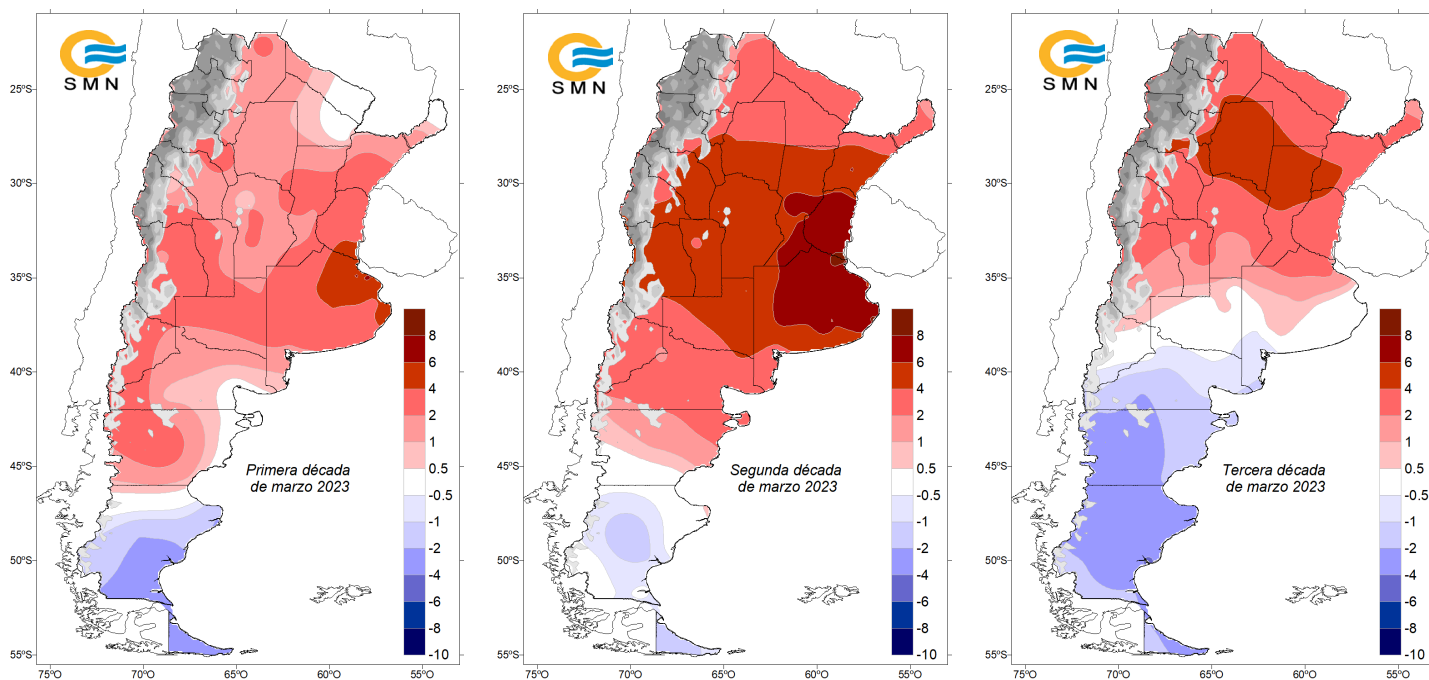 SMN
25ºS
30ºS
35ºS
40ºS
45ºS
50ºS
55ºS
75ºO
70ºO
65ºO
60ºO
55ºO
Primera década
de marzo 2023
8
6
4
2
1
0.5
-0.5
-1
-2
-4
-6
-8
-10
SMN
25ºS
30ºS
35ºS
40ºS
45ºS
50ºS
55ºS
75ºO
70ºO
65ºO
60ºO
55ºO
Segunda década
de marzo 2023
8
6
4
2
1
0.5
-0.5
-1
-2
-4
-6
-8
-10
SMN
25ºS
30ºS
35ºS
40ºS
45ºS
50ºS
55ºS
75ºO
70ºO
65ºO
60ºO
55ºO
Tercera década
de marzo 2023
8
6
4
2
1
0.5
-0.5
-1
-2
-4
-6
-8
-10